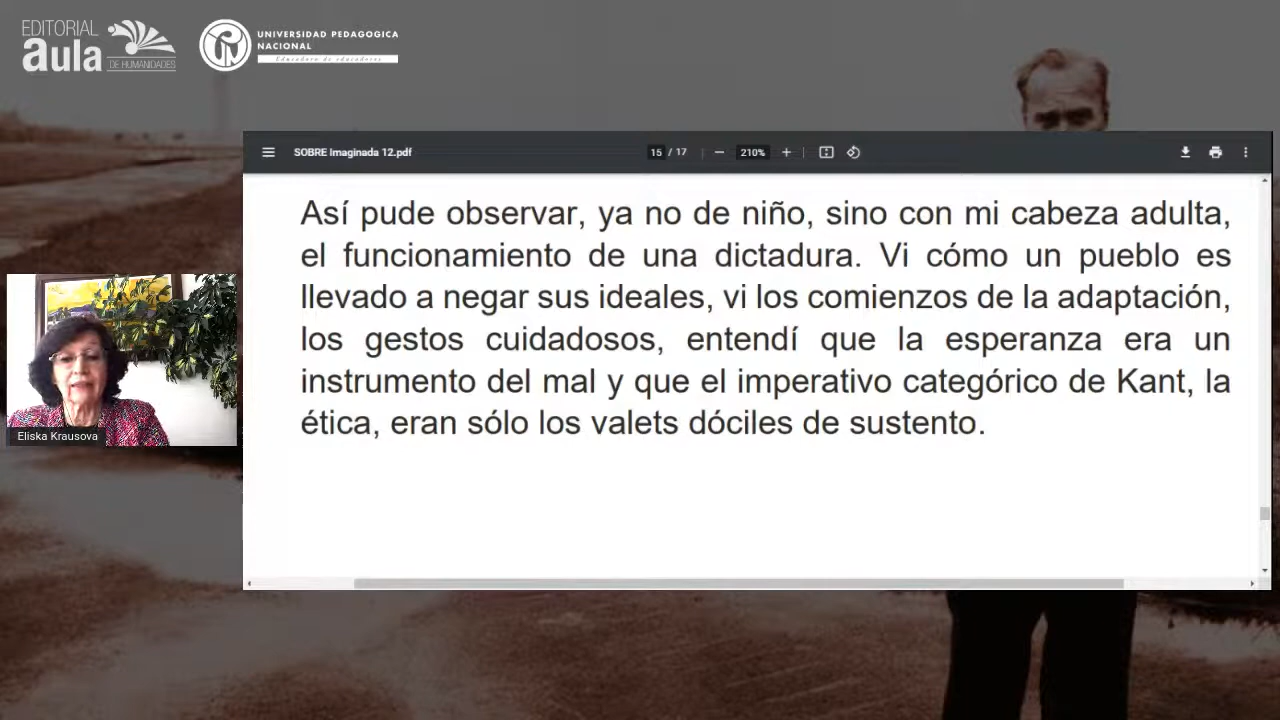 EDITORIAL
aula
DE HUMANIDADES
UNIVERSIDAD PEDAGOGICA
NACIONAL
Educadora de educadores
SOBRE Imaginada 12.pdf
15 / 17
210%
Así pude observar, ya no de niño, sino con mi cabeza adulta,
el funcionamiento de una dictadura. Vi cómo un pueblo es
llevado a negar sus ideales, vi los comienzos de la adaptación,
los gestos cuidadosos, entendí que la esperanza era un
instrumento del mal y que el imperativo categórico de Kant, la
ética, eran sólo los valets dóciles de sustento.
Eliska Krausova